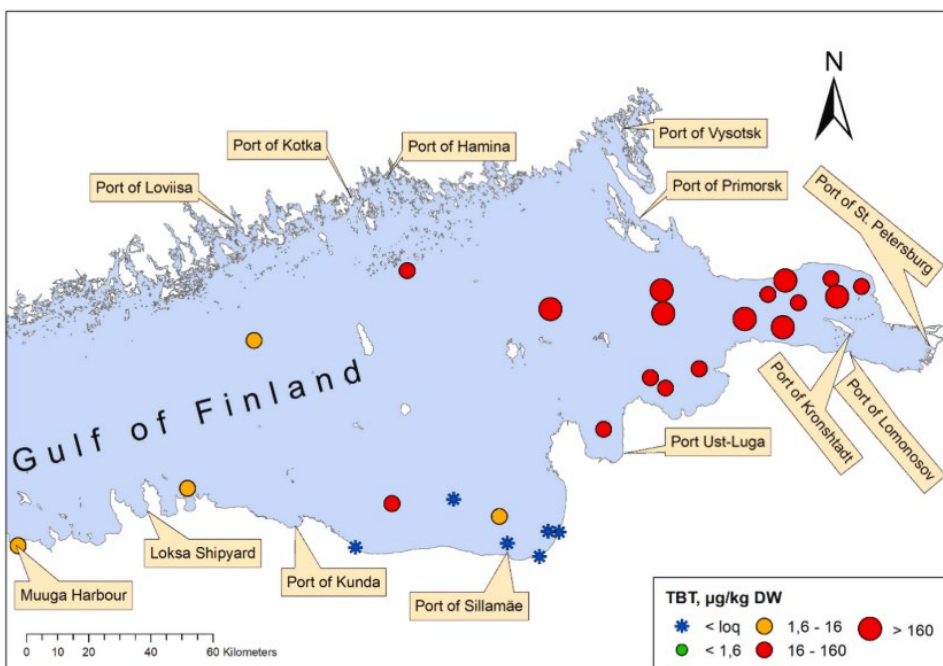 N
Port of Vysotsk
Port of Kotka
Port of Hamina
Port of Loviisa
Port of Primorsk
Port of St. Petersburg
Gulf of Finland
Port of Kronshtadt
Port of Lomonosov
Port Ust-Luga
Loksa Shipyard
Port of Kunda
Port of Sillamäe
Muuga Harbour
TBT, µg/kg DW
< loq
1,6 - 16
> 160
< 1,6
16 - 160
0 10 20 40 60 Kilometers